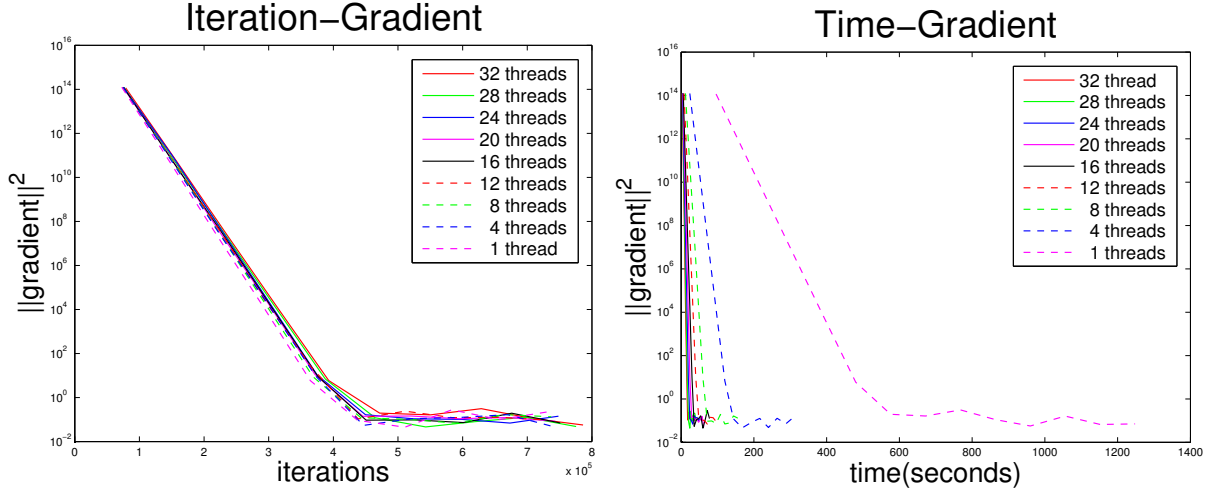 Iteration-Gradient
10^16
10^14
10^12
10^10
10^8
10^6
10^4
10^2
10^0
10^-2
||gradient||^2
32 threads
28 threads
24 threads
20 threads
16 threads
12 threads
8 threads
4 threads
1 thread
0 1 2 3 4 5 6 7 8
x 10^5
iterations
Time-Gradient
10^16
10^14
10^12
10^10
10^8
10^6
10^4
10^2
10^0
10^-2
||gradient||^2
32 thread
28 threads
24 threads
20 threads
16 threads
12 threads
8 threads
4 threads
1 threads
0 200 400 600 800 1000 1200 1400
time(seconds)